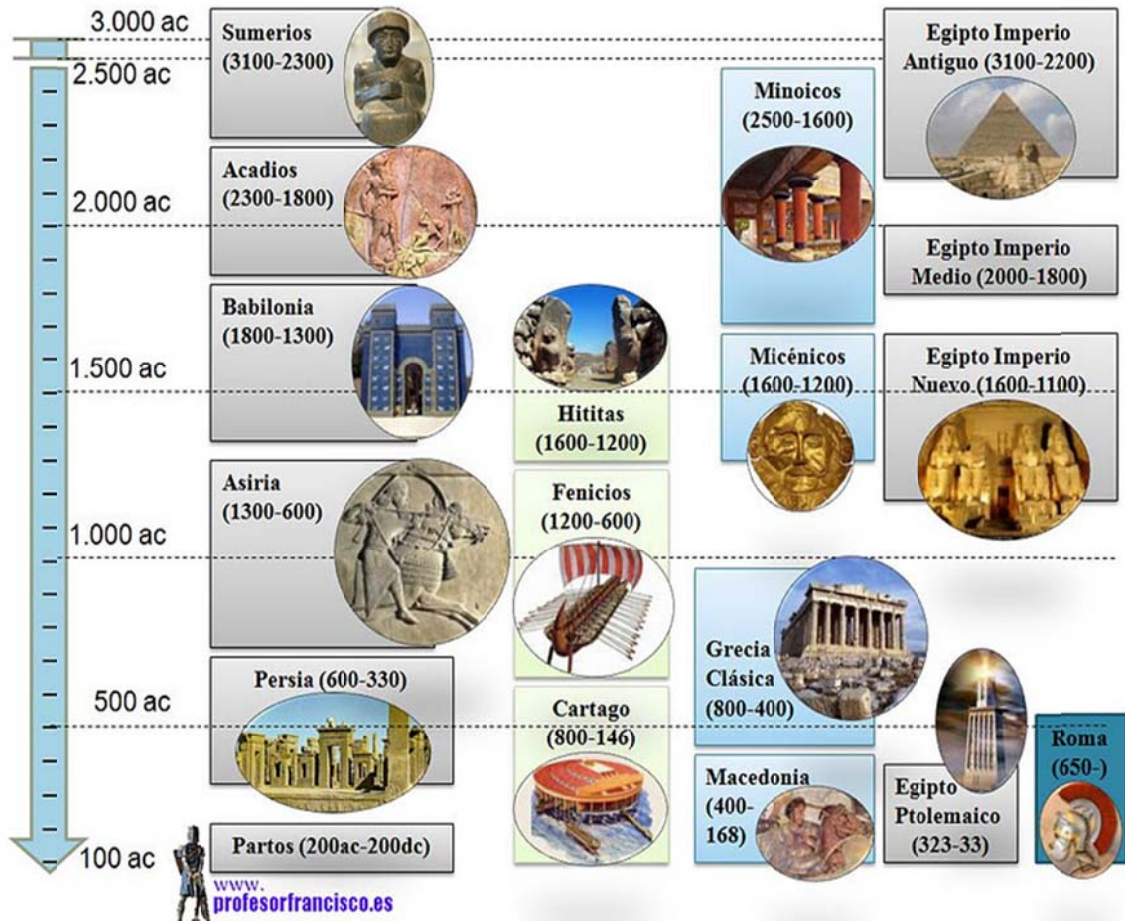 3.000 ac
2.500 ac
2.000 ac
1.500 ac
1.000 ac
500 ac
100 ac
Sumerios
(3100-2300)
Acadios
(2300-1800)
Babilonia
(1800-1300)
Asiria
(1300-600)
Persia (600-330)
Partos (200ac-200dc)
Hititas
(1600-1200)
Fenicios
(1200-600)
Cartago
(800-146)
Minoicos
(2500-1600)
Micénicos
(1600-1200)
Grecia
Clásica
(800-400)
Macedonia
(400-
168)
Egipto Imperio
Antiguo (3100-2200)
Egipto Imperio
Medio (2000-1800)
Egipto Imperio
Nuevo (1600-1100)
Egipto
Ptolemaico
(323-33)
Roma
(650-)
www.
profesorfrancisco.es